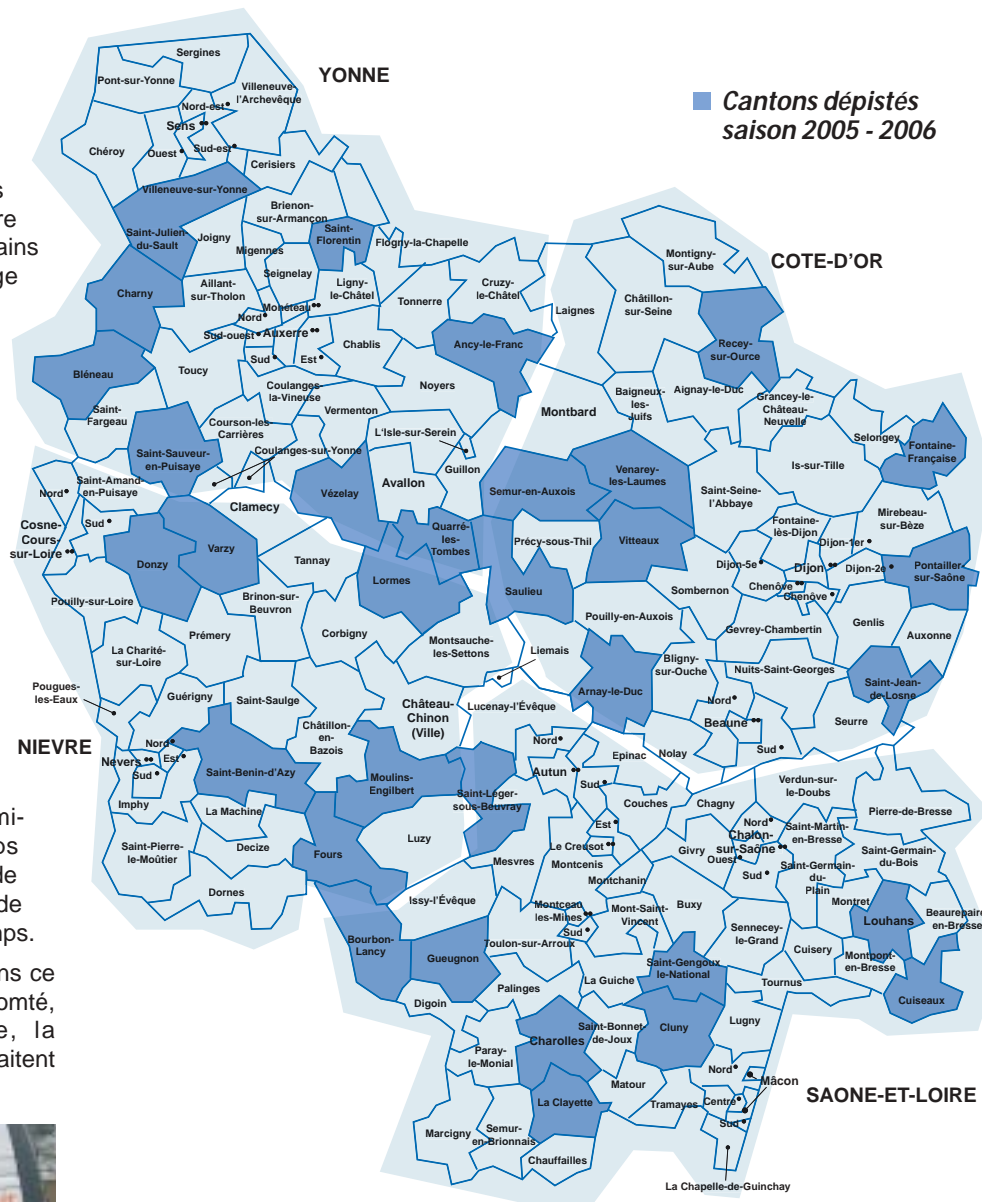 YONNE
Cantons dépistés
saison 2005 - 2006
Sergines
Pont-sur-Yonne
Villeneuve-
l'Archevêque
Nord-est
Sens
Chéroy
Ouest
Sud-est
Cerisiers
Villeneuve-sur-Yonne
Brienon-
sur-Armançon
Saint-Julien-
du-Sault
Joigny
Saint-
Florentin
Migennes
Flogny-la-Chapelle
Seignelay
Charny
Aillant-
sur-Tholon
Ligny-
le-Châtel
Cruzy-
le-Châtel
Tonnerre
Monéteau
Nord
Auxerre
Sud-ouest
Chablis
Ancy-le-Franc
Sud
Est
Bléneau
Toucy
Noyers
Coulanges-
la-Vineuse
Saint-
Fargeau
Vermenton
Courson-les-
Carrières
L'Isle-sur-Serein
Saint-Sauveur-
en-Puisaye
Coulanges-sur-Yonne
Guillon
Avallon
Vézelay
Quarré-
les-
Tombes
COTE-D'OR
Montigny-
sur-Aube
Laignes
Châtillon-
sur-Seine
Recey-
sur-Ource
Baigneux-
les-
Juifs
Aignay-le-Duc
Grancey-le-
Château-
Neuvelle
Montbard
Selongey
Fontaine-
Française
Is-sur-Tille
Venarey-
les-Laumes
Semur-en-Auxois
Saint-Seine-
l'Abbaye
Mirebeau-
sur-Bèze
Fontaine-
lès-Dijon
Dijon-1er
Précy-sous-Thil
Vitteaux
Dijon-5e
Dijon
Dijon-2e
Pontailler-
sur-Saône
Chenôve
Chenôve
Sombernon
Saulieu
Pouilly-en-Auxois
Genlis
Gevrey-Chambertin
Auxonne
Bligny-
sur-Ouche
Nuits-Saint-Georges
Liernais
Arnay-le-Duc
Saint-Jean-
de-Losne
Nord
Beaune
Seurre
Sud
Nolay
NIEVRE
Saint-Amand-
en-Puisaye
Nord
Sud
Clamecy
Cosne-
Cours-
sur-Loire
Varzy
Donzy
Tannay
Lormes
Brinon-sur-
Beuvron
Pouilly-sur-Loire
Corbigny
Prémery
Montsauche-
les-Settons
La Charité-
sur-Loire
Pougues-
les-Eaux
Guérigny
Saint-Saulge
Château-
Chinon
(Ville)
Châtillon-
en-
Bazois
Nord
Nevers
Est
Sud
Saint-Benin-d'Azy
Moulins-
Engilbert
Imphy
La Machine
Saint-Pierre-
le-Moûtier
Decize
Fours
Luzy
Dornes
SAONE-ET-LOIRE
Lucenay-l'Évêque
Nord
Epinac
Autun
Sud
Saint-Léger-
sous-Beuvray
Couches
Chagny
Verdun-sur-
le-Doubs
Pierre-de-Bresse
Est
Nord
Chalon-
sur-Saône
Saint-Martin-
en-Bresse
Le Creusot
Givry
Ouest
Saint-Germain-
du-Bois
Mesvres
Montcenis
Sud
Saint-Germain-
du-
Plain
Montchanin
Issy-l'Évêque
Montret
Buxy
Louhans
Beaurepaire-
en-Bresse
Montceau
les-Mines
Mont-Saint-
Vincent
Sud
Sennecey-
le-Grand
Bourbon-
Lancy
Toulon-sur-Arroux
Cuisery
Montpont-
en-Bresse
Gueugnon
Saint-Gengoux
le-National
La Guiche
Tournus
Palinges
Cuiseaux
Digoin
Lugny
Charolles
Saint-Bonnet-
de-Joux
Cluny
Paray-
le-Monial
Nord
Mâcon
Matour
La Clayette
Tramayes
Centre
Sud
Marcigny
Semur-
en-Brionnais
Chauffailles
La Chapelle-de-Guinchay
s
re
ains
ge
mi-
os
de
de
nps.
ns ce
omté,
e, la
aitent